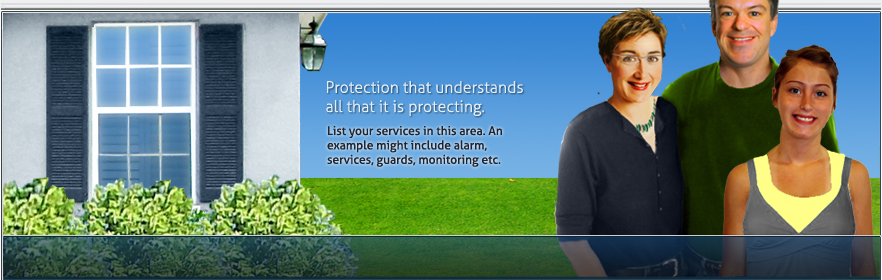 Protection that understands
all that it is protecting.
List your services in this area. An
example might include alarm,
services, guards, monitoring etc.